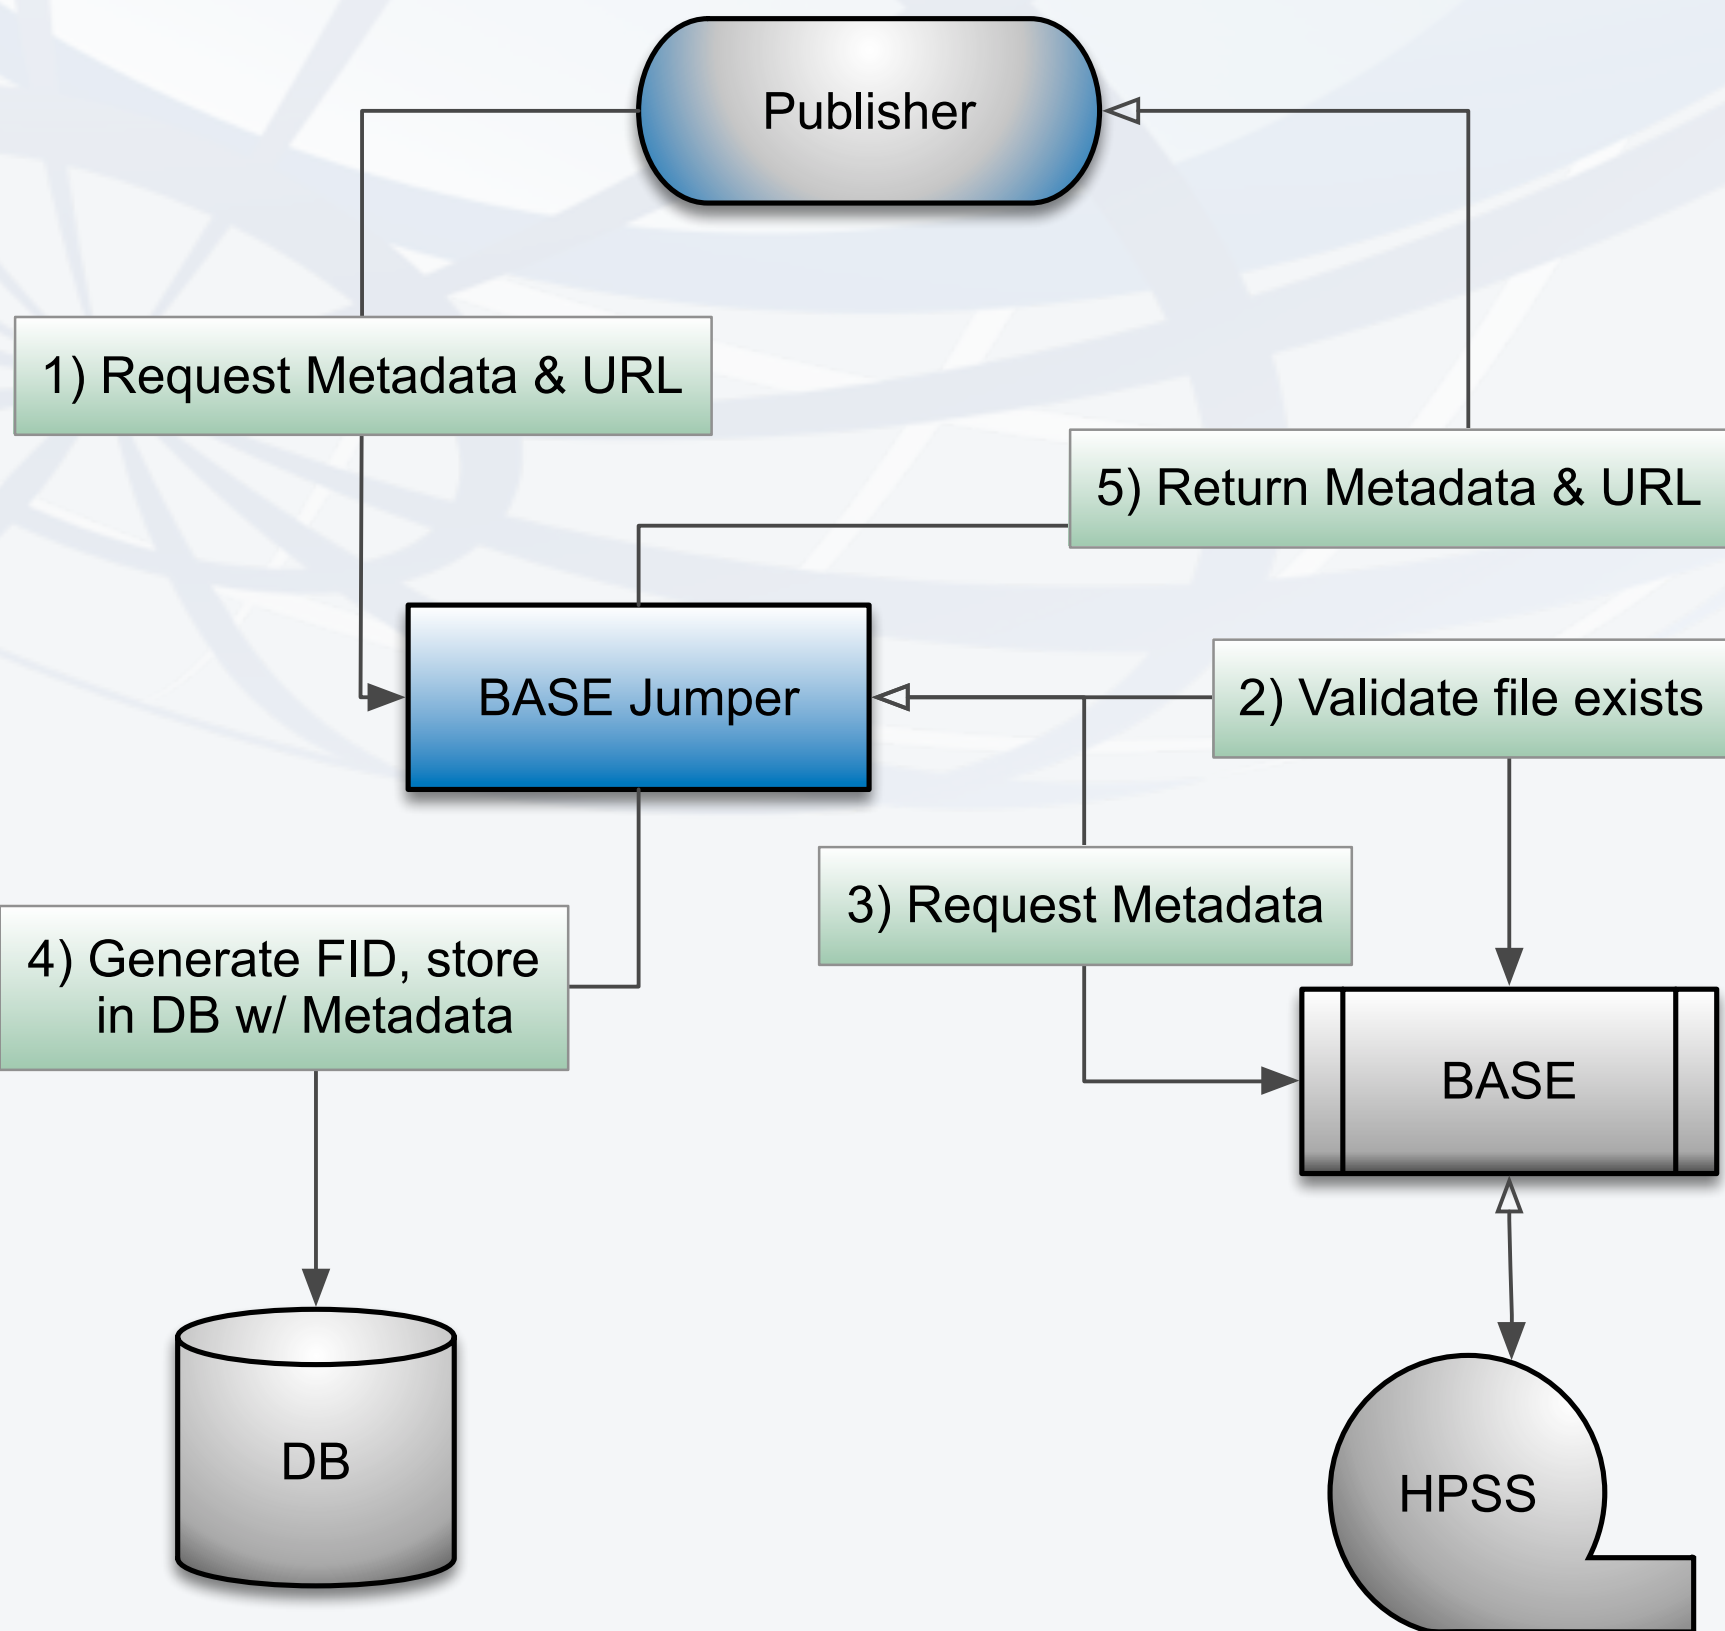 Publisher
1) Request Metadata & URL
5) Return Metadata & URL
BASE Jumper
2) Validate file exists
3) Request Metadata
4) Generate FID, store
in DB w/ Metadata
BASE
DB
HPSS